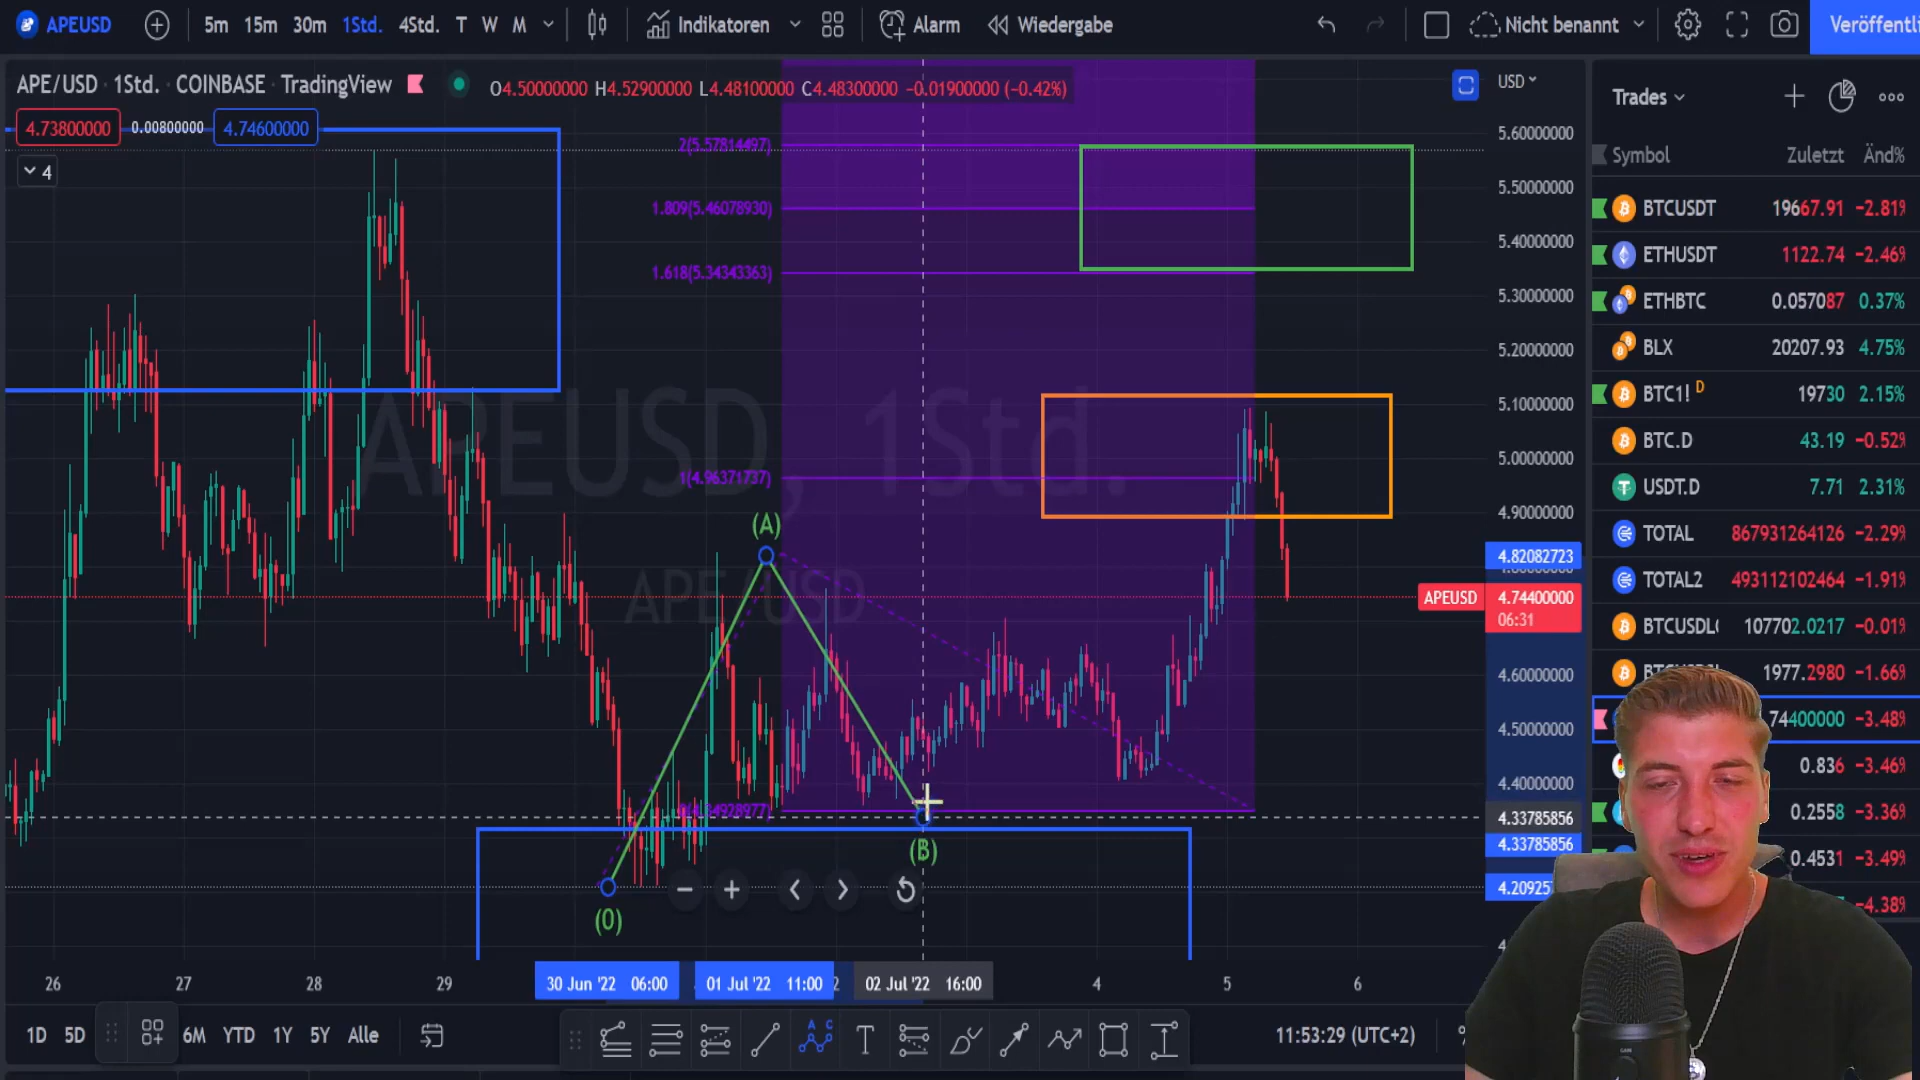 APEUSD 5m 15m 30m 1Std. 4Std. T W M Indikatoren Alarm Wiedergabe Nicht benannt Veröffentli
APE/USD · 1Std. · COINBASE · TradingView O4.50000000 H4.52900000 L4.48100000 C4.48300000 −0.01900000 (−0.42%)
4.73800000 0.00800000 4.74600000
4
USD
5.60000000
5.50000000
5.40000000
5.30000000
5.20000000
5.10000000
5.00000000
4.90000000
4.82082723
APEUSD 4.74400000
06:31
4.60000000
4.50000000
4.40000000
4.33785856
4.33785856
4.20925
2(5.57814497)
1.809(5.46078930)
1.618(5.34343363)
1(4.96371737)
APEUSD, 1Std.
APE/USD
(A)
(B)
(0)
26 27 28 29 30 Jun '22 06:00 01 Jul '22 11:00 2 02 Jul '22 16:00 4 5 6
1D 5D 6M YTD 1Y 5Y Alle
A C
B
T
11:53:29 (UTC+2) %
Trades
Symbol Zuletzt Änd%
BTCUSDT 19667.91 −2.81%
ETHUSDT 1122.74 −2.46%
ETHBTC 0.057087 0.37%
BLX 20207.93 4.75%
BTC1! D 19730 2.15%
BTC.D 43.19 −0.52%
USDT.D 7.71 2.31%
TOTAL 867931264126 −2.29%
TOTAL2 493112102464 −1.91%
BTCUSDL 107702.0217 −0.01%
1977.2980 −1.66%
74400000 −3.48%
0.836 −3.46%
0.2558 −3.36%
0.4531 −3.49%
−4.38%